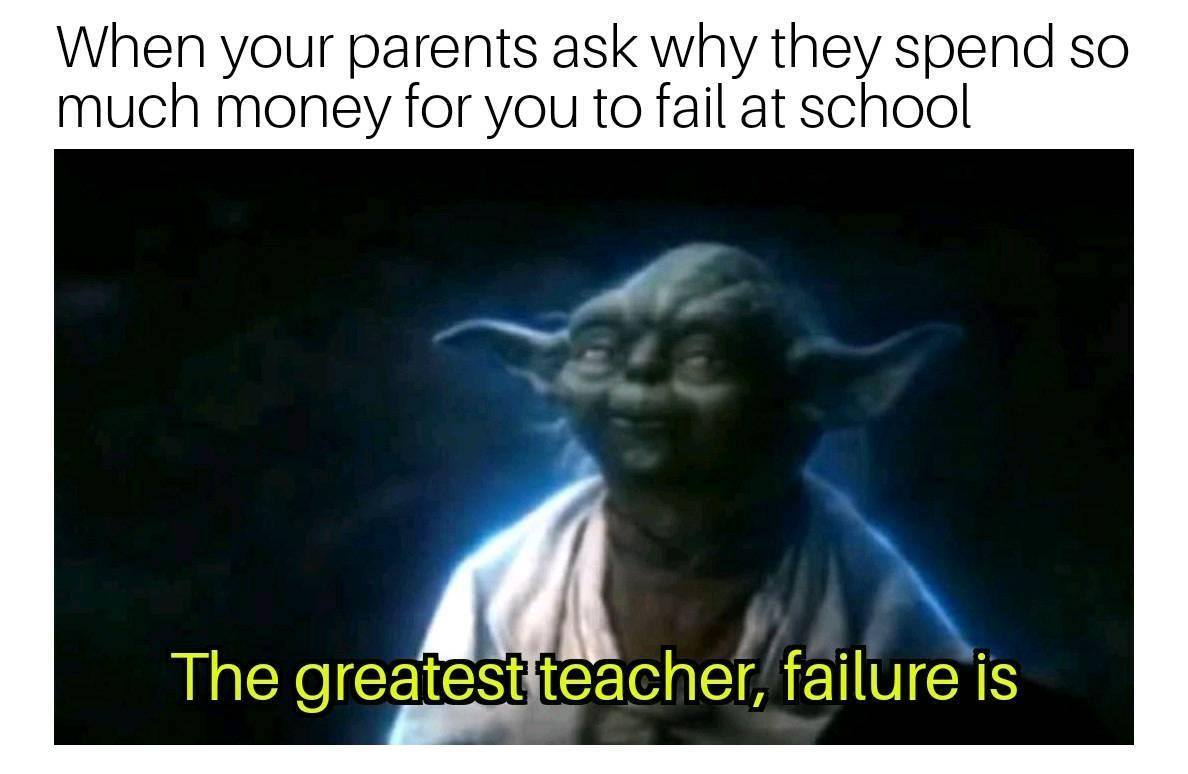 When your parents ask why they spend so
much money for you to fail at school
The greatest teacher, failure is